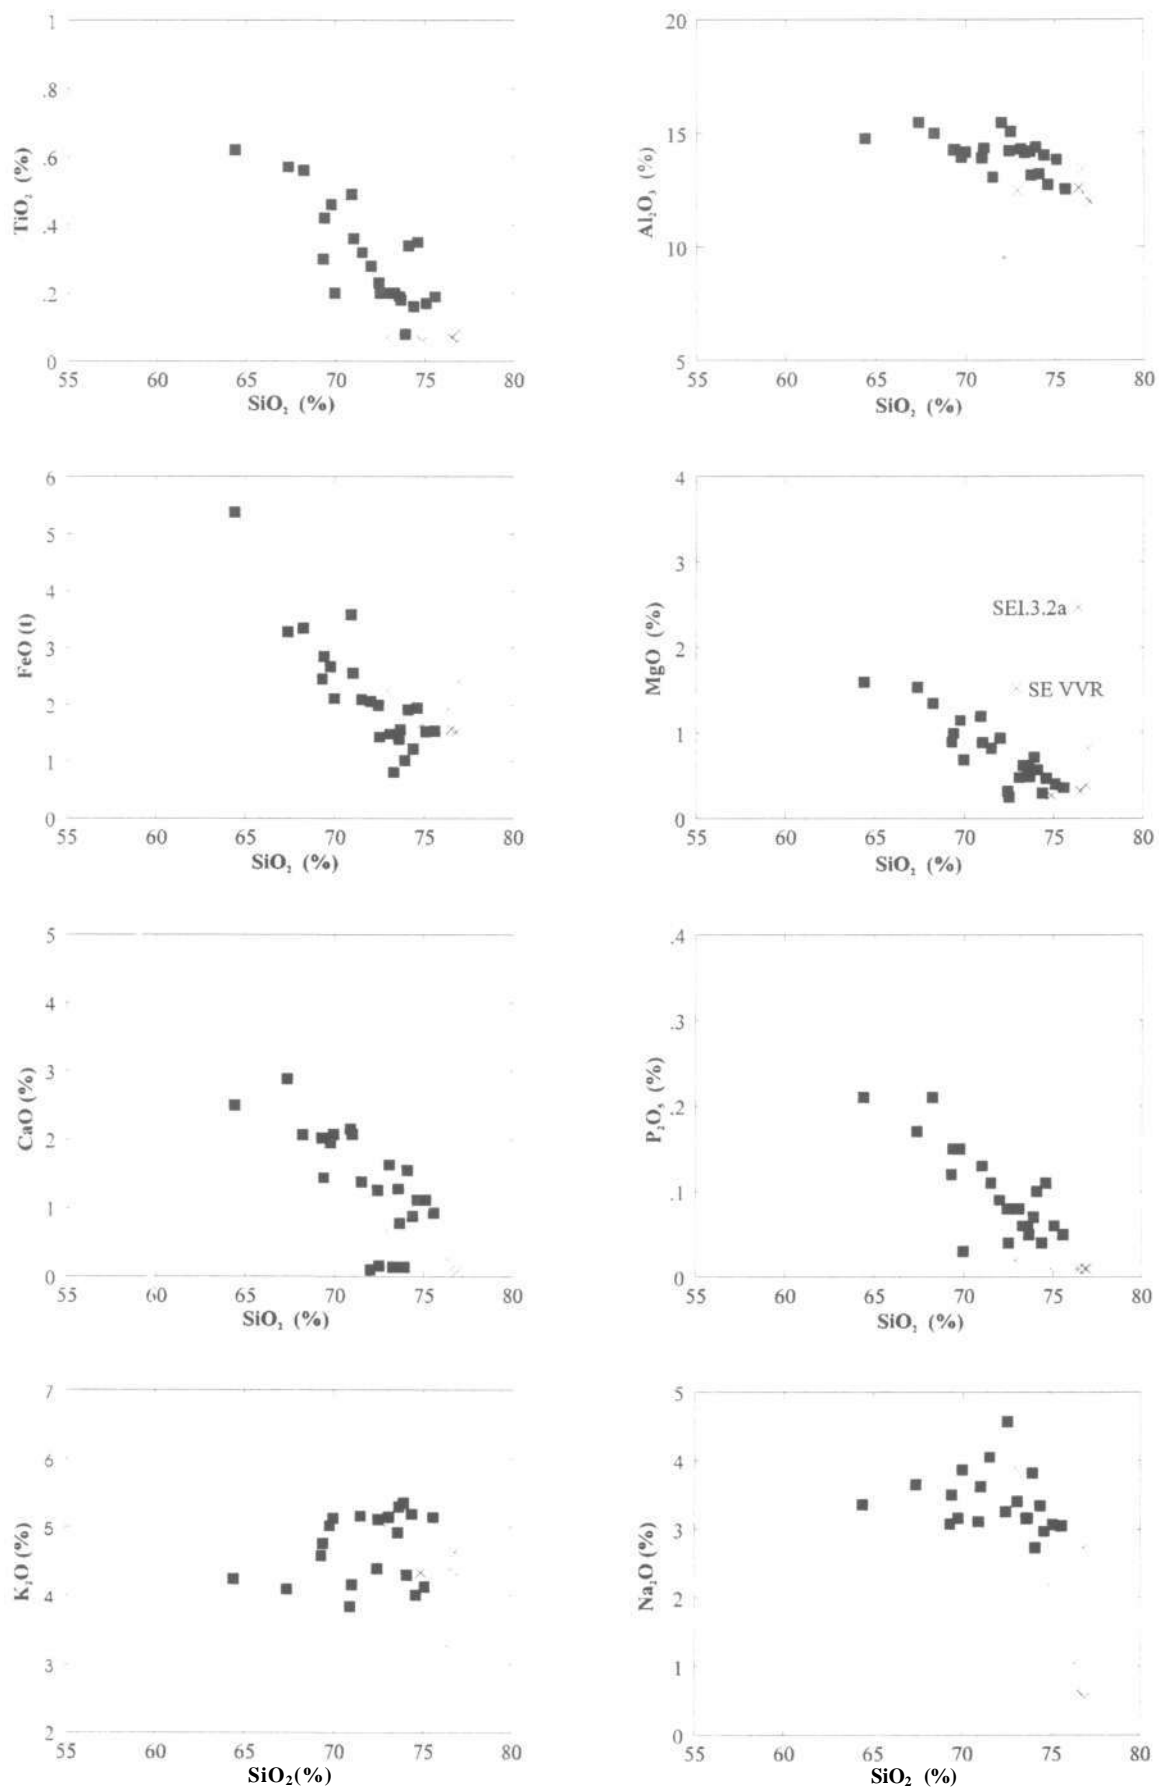 1
.8
.6
.4
.2
0
TiO₂ (%)
55 60 65 70 75 80
SiO₂ (%)
20
15
10
5
Al₂O₃ (%)
55 60 65 70 75 80
SiO₂ (%)
6
5
4
3
2
1
0
FeO (t)
55 60 65 70 75 80
SiO₂ (%)
4
3
2
1
0
MgO (%)
SEI.3.2a
SE VVR
55 60 65 70 75 80
SiO₂ (%)
5
4
3
2
1
0
CaO (%)
55 60 65 70 75 80
SiO₂ (%)
.4
.3
.2
.1
0
P₂O₅ (%)
55 60 65 70 75 80
SiO₂ (%)
7
6
5
4
3
2
K₂O (%)
55 60 65 70 75 80
SiO₂(%)
5
4
3
2
1
0
Na₂O (%)
55 60 65 70 75 80
SiO₂ (%)